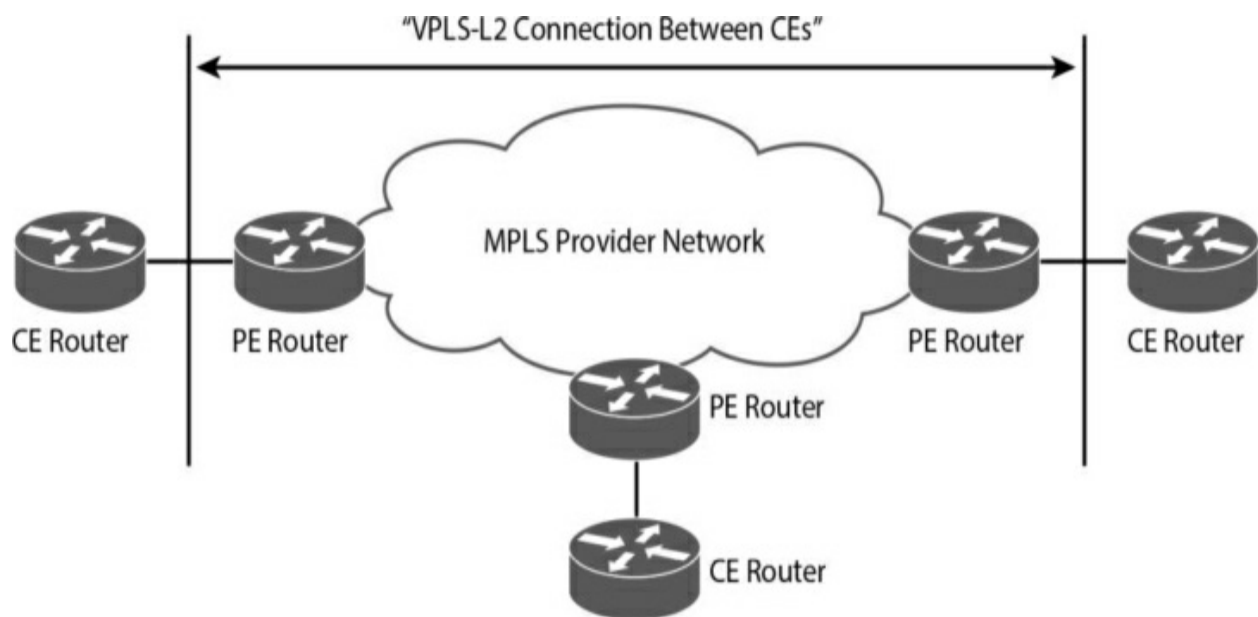 “VPLS-L2 Connection Between CEs”
MPLS Provider Network
CE Router
PE Router
PE Router
CE Router
PE Router
CE Router